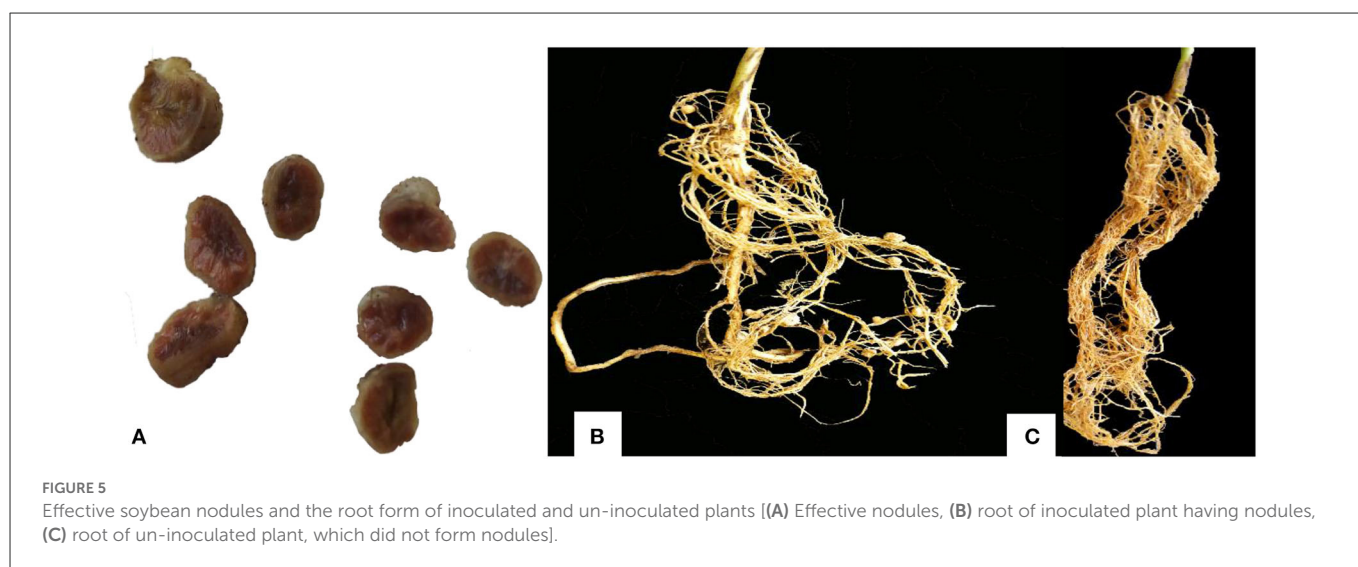 A
B
C
FIGURE 5
Effective soybean nodules and the root form of inoculated and un-inoculated plants [(A) Effective nodules, (B) root of inoculated plant having nodules,
(C) root of un-inoculated plant, which did not form nodules].